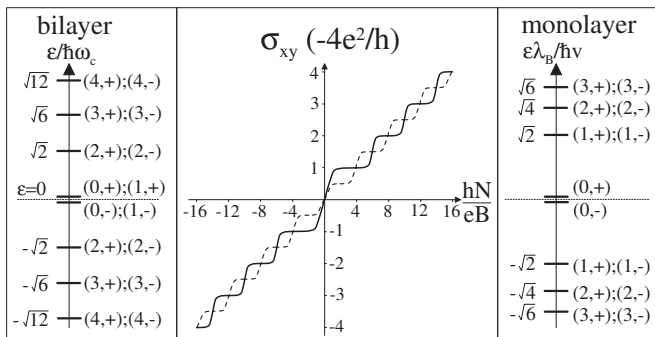 bilayer
ε/ħω_c
√12 (4,+);(4,-)
√6 (3,+);(3,-)
√2 (2,+);(2,-)
ε=0 (0,+);(1,+)
(0,-);(1,-)
-√2 (2,+);(2,-)
-√6 (3,+);(3,-)
-√12 (4,+);(4,-)
σ_xy (-4e²/h)
4
3
2
1
-16 -12 -8 -4 4 8 12 16
hN
eB
-1
-2
-3
-4
monolayer
ελ_B/ħv
√6 (3,+);(3,-)
√4 (2,+);(2,-)
√2 (1,+);(1,-)
(0,+)
(0,-)
-√2 (1,+);(1,-)
-√4 (2,+);(2,-)
-√6 (3,+);(3,-)